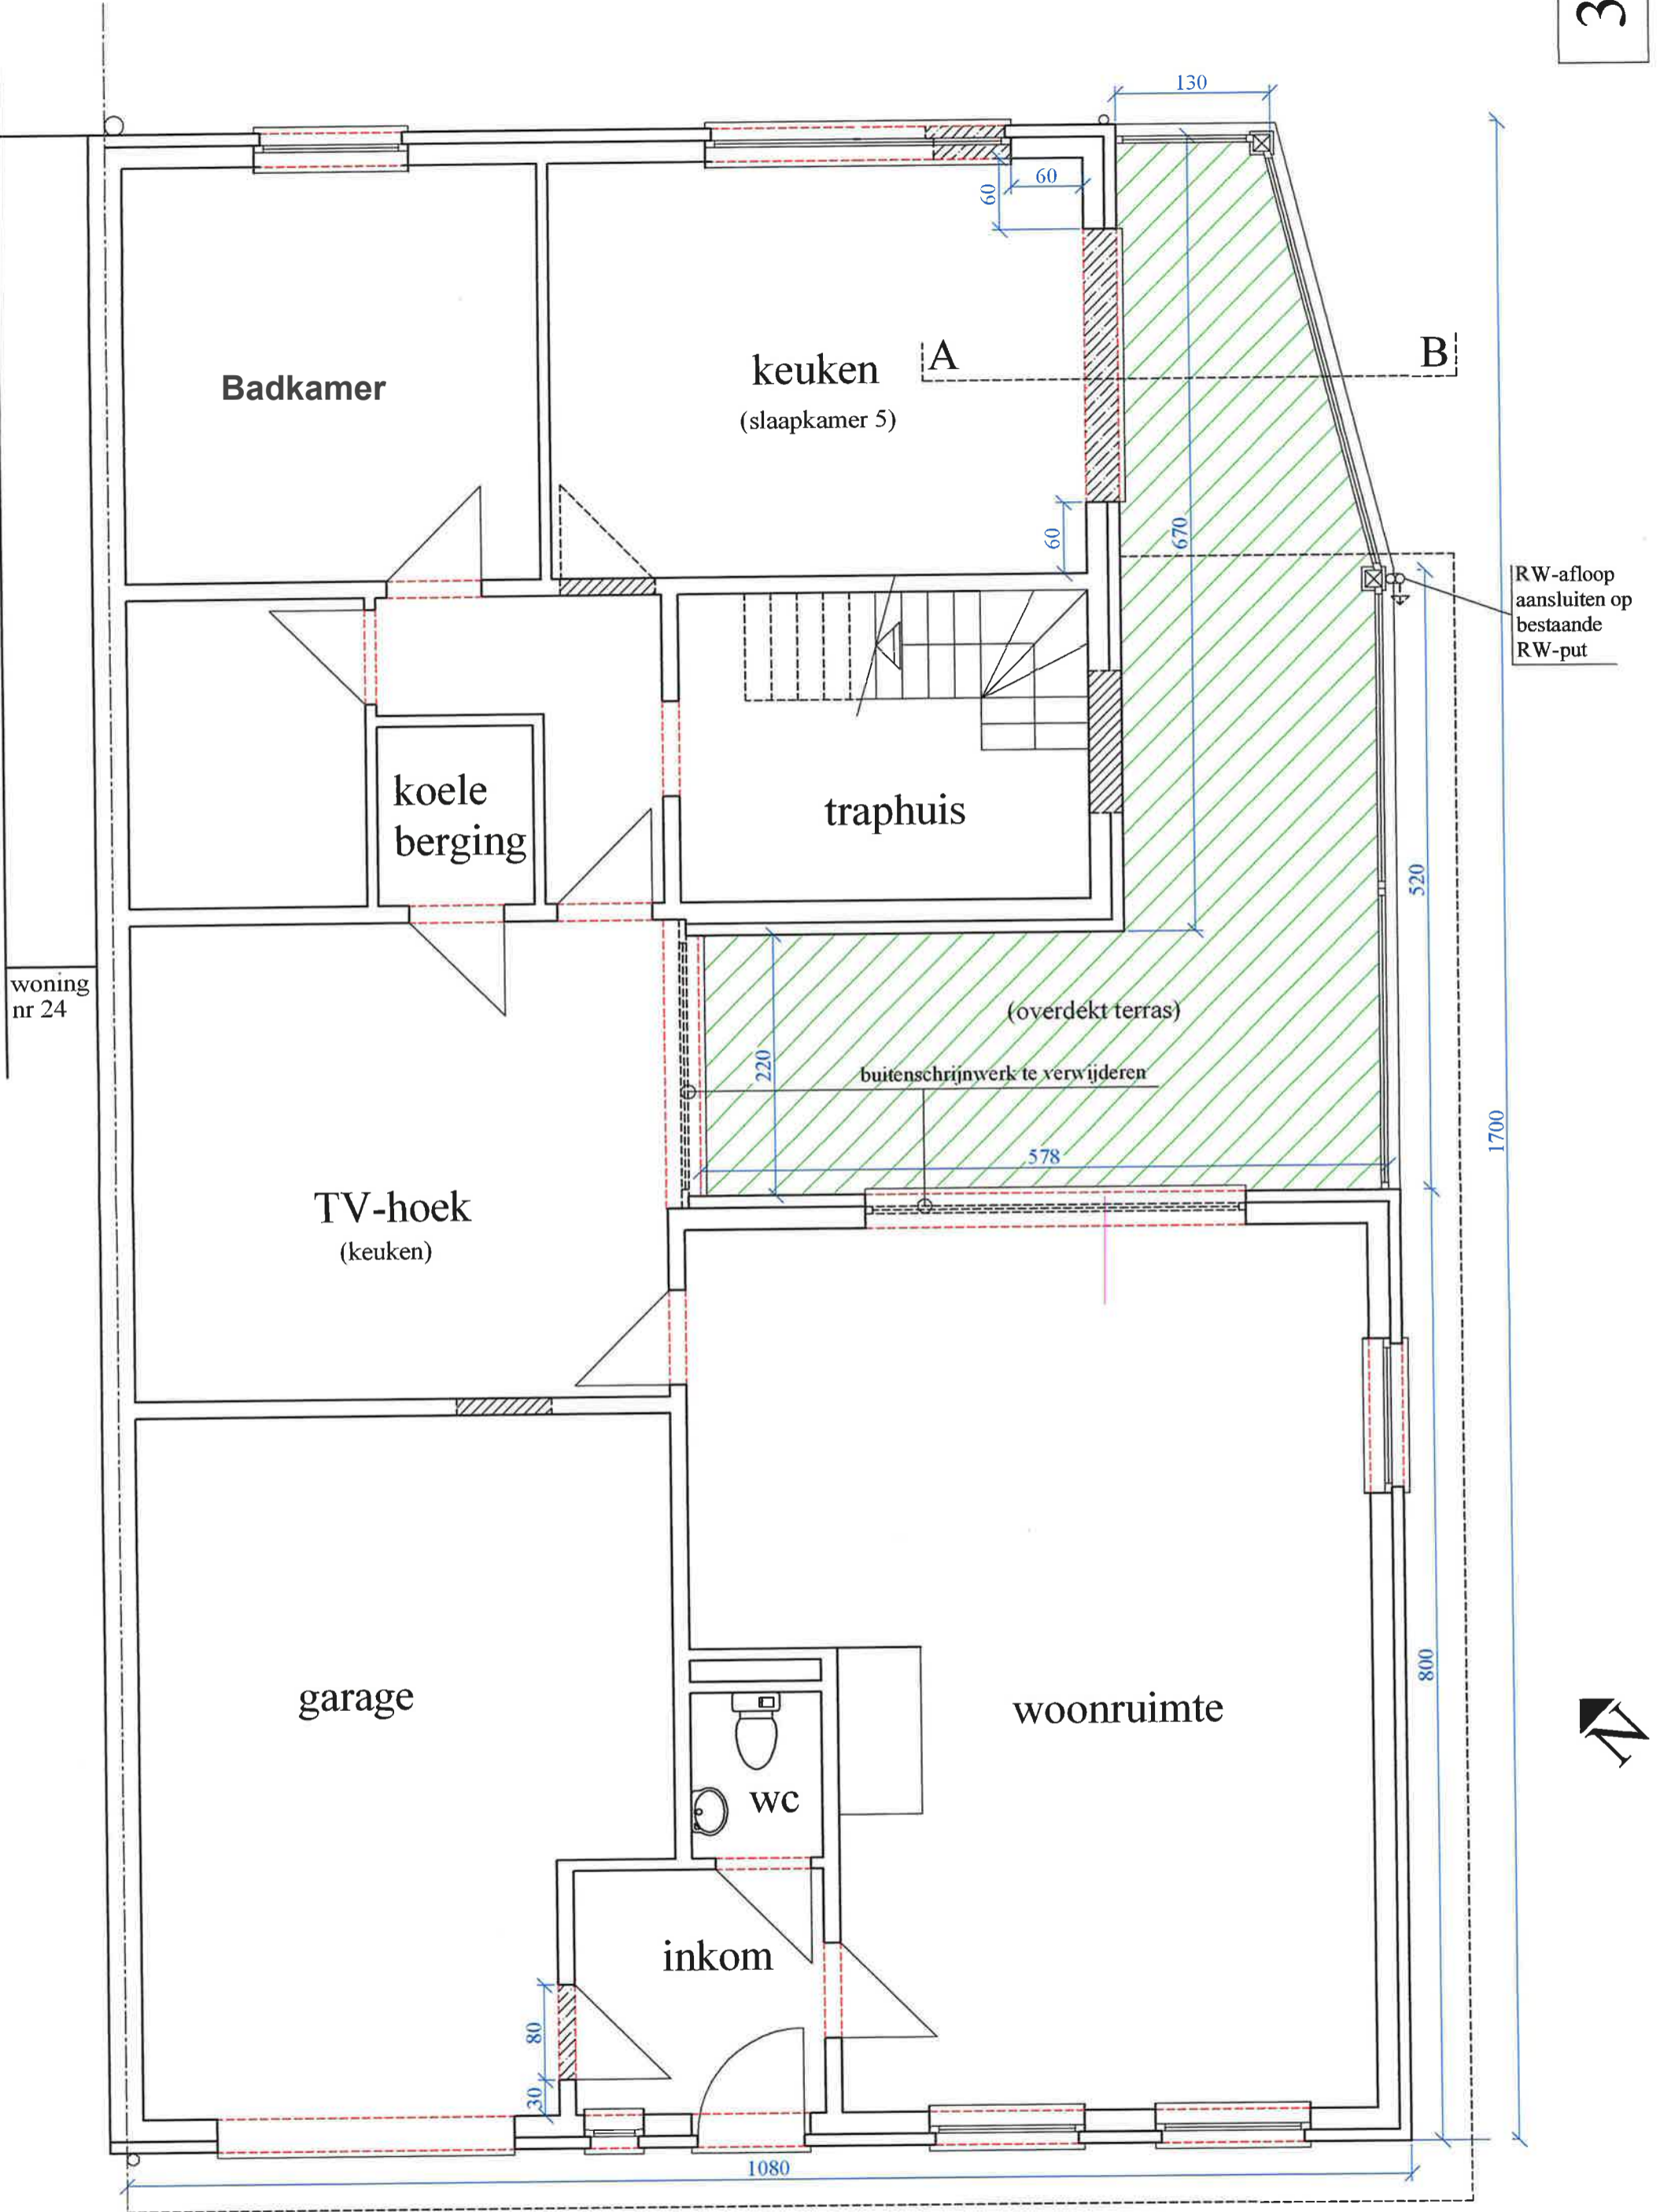 3
130
60
60
A
B
keuken
(slaapkamer 5)
Badkamer
60
670
RW-afloop
aansluiten op
bestaande
RW-put
koele
berging
traphuis
520
woning
nr 24
(overdekt terras)
220
buitenschrijnwerk te verwijderen
578
1700
TV-hoek
(keuken)
800
garage
woonruimte
N
wc
inkom
80
30
1080